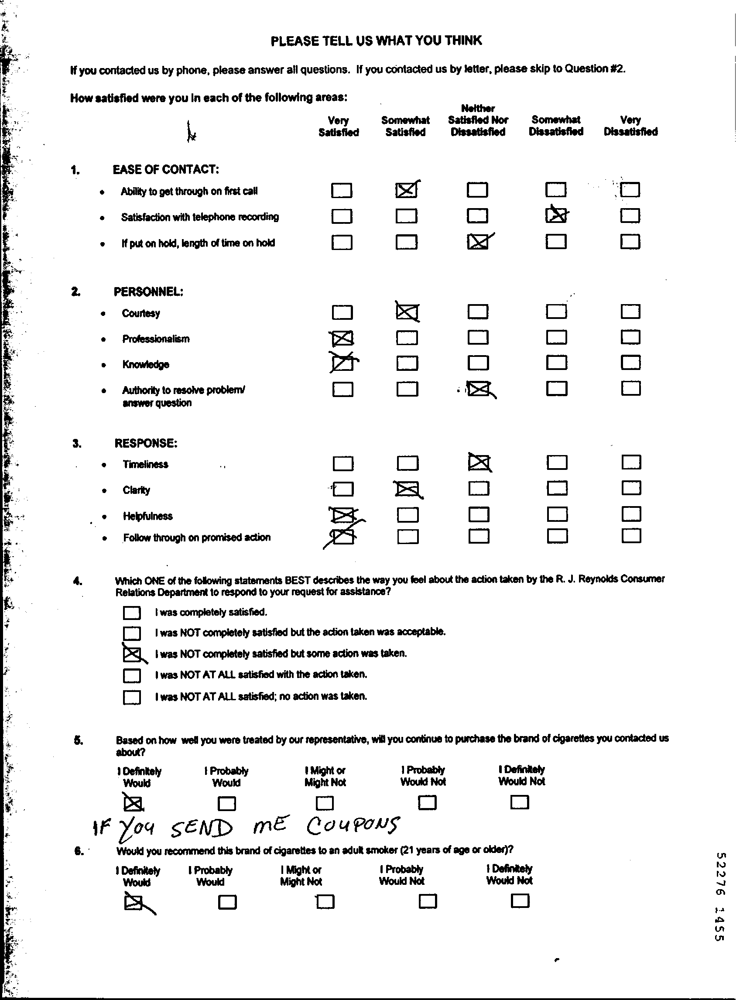 PLEASE TELL US WHAT YOU THINK
If you contacted us by phone, please answer all questions. If you contacted us by letter, please skip to Question #2.
How satisfied were you in each of the following areas:
Very Satisfied Somewhat Satisfied Neither Satisfied Nor Dissatisfied Somewhat Dissatisfied Very Dissatisfied
1. EASE OF CONTACT:
• Ability to get through on first call
• Satisfaction with telephone recording
• If put on hold, length of time on hold
2. PERSONNEL:
• Courtesy
• Professionalism
• Knowledge
• Authority to resolve problem/
answer question
3. RESPONSE:
• Timeliness
• Clarity
• Helpfulness
• Follow through on promised action
4. Which ONE of the following statements BEST describes the way you feel about the action taken by the R. J. Reynolds Consumer
Relations Department to respond to your request for assistance?
I was completely satisfied.
I was NOT completely satisfied but the action taken was acceptable.
I was NOT completely satisfied but some action was taken.
I was NOT AT ALL satisfied with the action taken.
I was NOT AT ALL satisfied; no action was taken.
5. Based on how well you were treated by our representative, will you continue to purchase the brand of cigarettes you contacted us
about?
I Definitely Would I Probably Would I Might or Might Not I Probably Would Not I Definitely Would Not
IF YOU SEND ME COUPONS
6. Would you recommend this brand of cigarettes to an adult smoker (21 years of age or older)?
I Definitely Would I Probably Would I Might or Might Not I Probably Would Not I Definitely Would Not
52276 1455